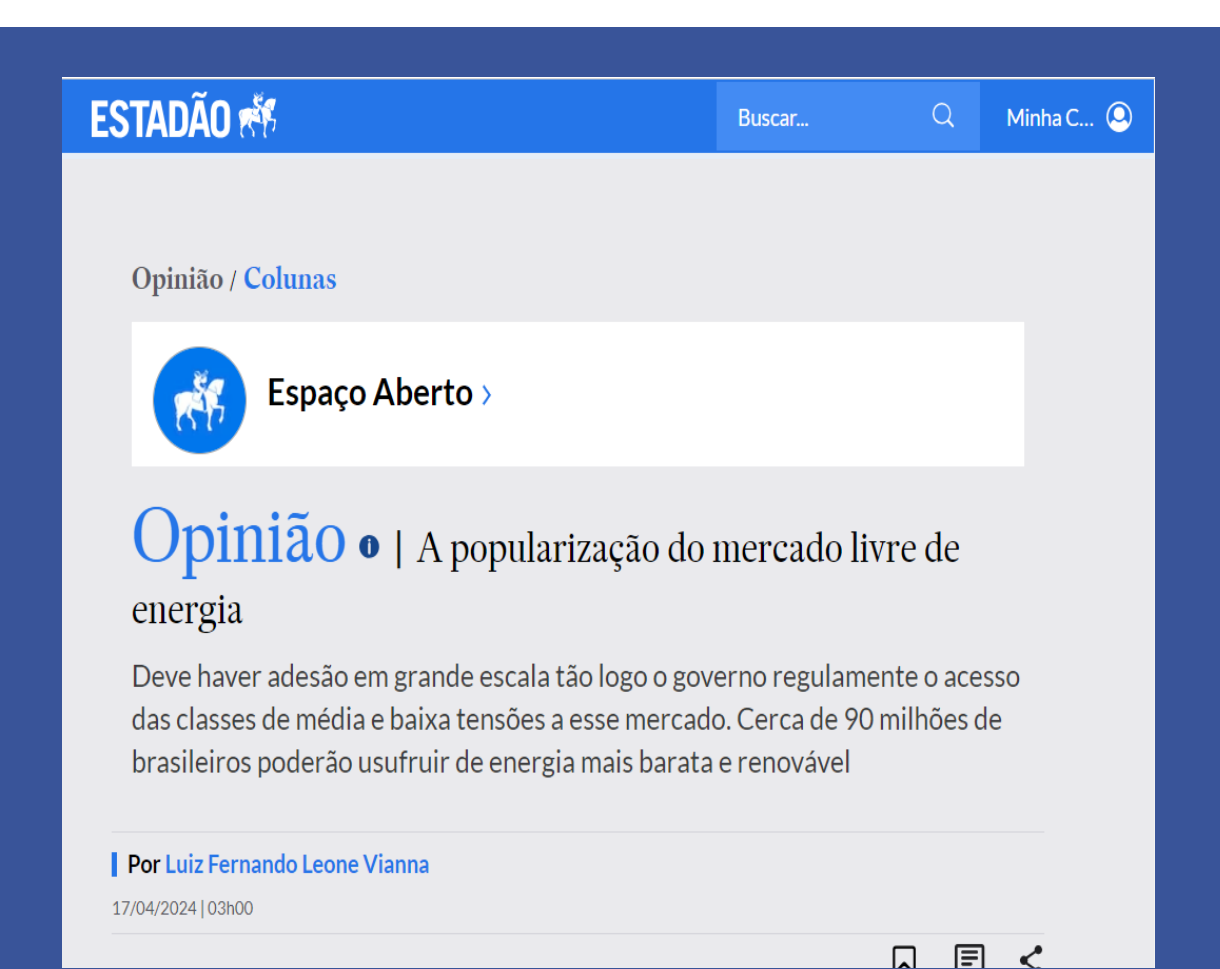 ESTADÃO
Buscar...
Minha C...
Opinião / Colunas
Espaço Aberto ›
Opinião i | A popularização do mercado livre de
energia
Deve haver adesão em grande escala tão logo o governo regulamente o acesso
das classes de média e baixa tensões a esse mercado. Cerca de 90 milhões de
brasileiros poderão usufruir de energia mais barata e renovável
Por Luiz Fernando Leone Vianna
17/04/2024 | 03h00